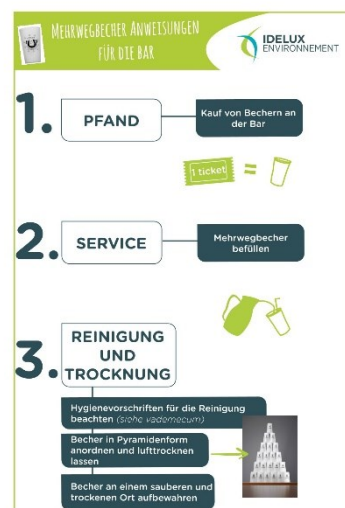 MEHRWEGBECHER ANWEISUNGEN
FÜR DIE BAR
IDELUX
ENVIRONNEMENT
1.
PFAND
Kauf von Bechern an
der Bar
1 ticket
=
2.
SERVICE
Mehrwegbecher
befüllen
3.
REINIGUNG
UND
TROCKNUNG
Hygienevorschriften für die Reinigung
beachten (siehe vademecum)
Becher in Pyramidenform
anordnen und lufttrocknen
lassen
Becher an einem sauberen und
trockenen Ort aufbewahren